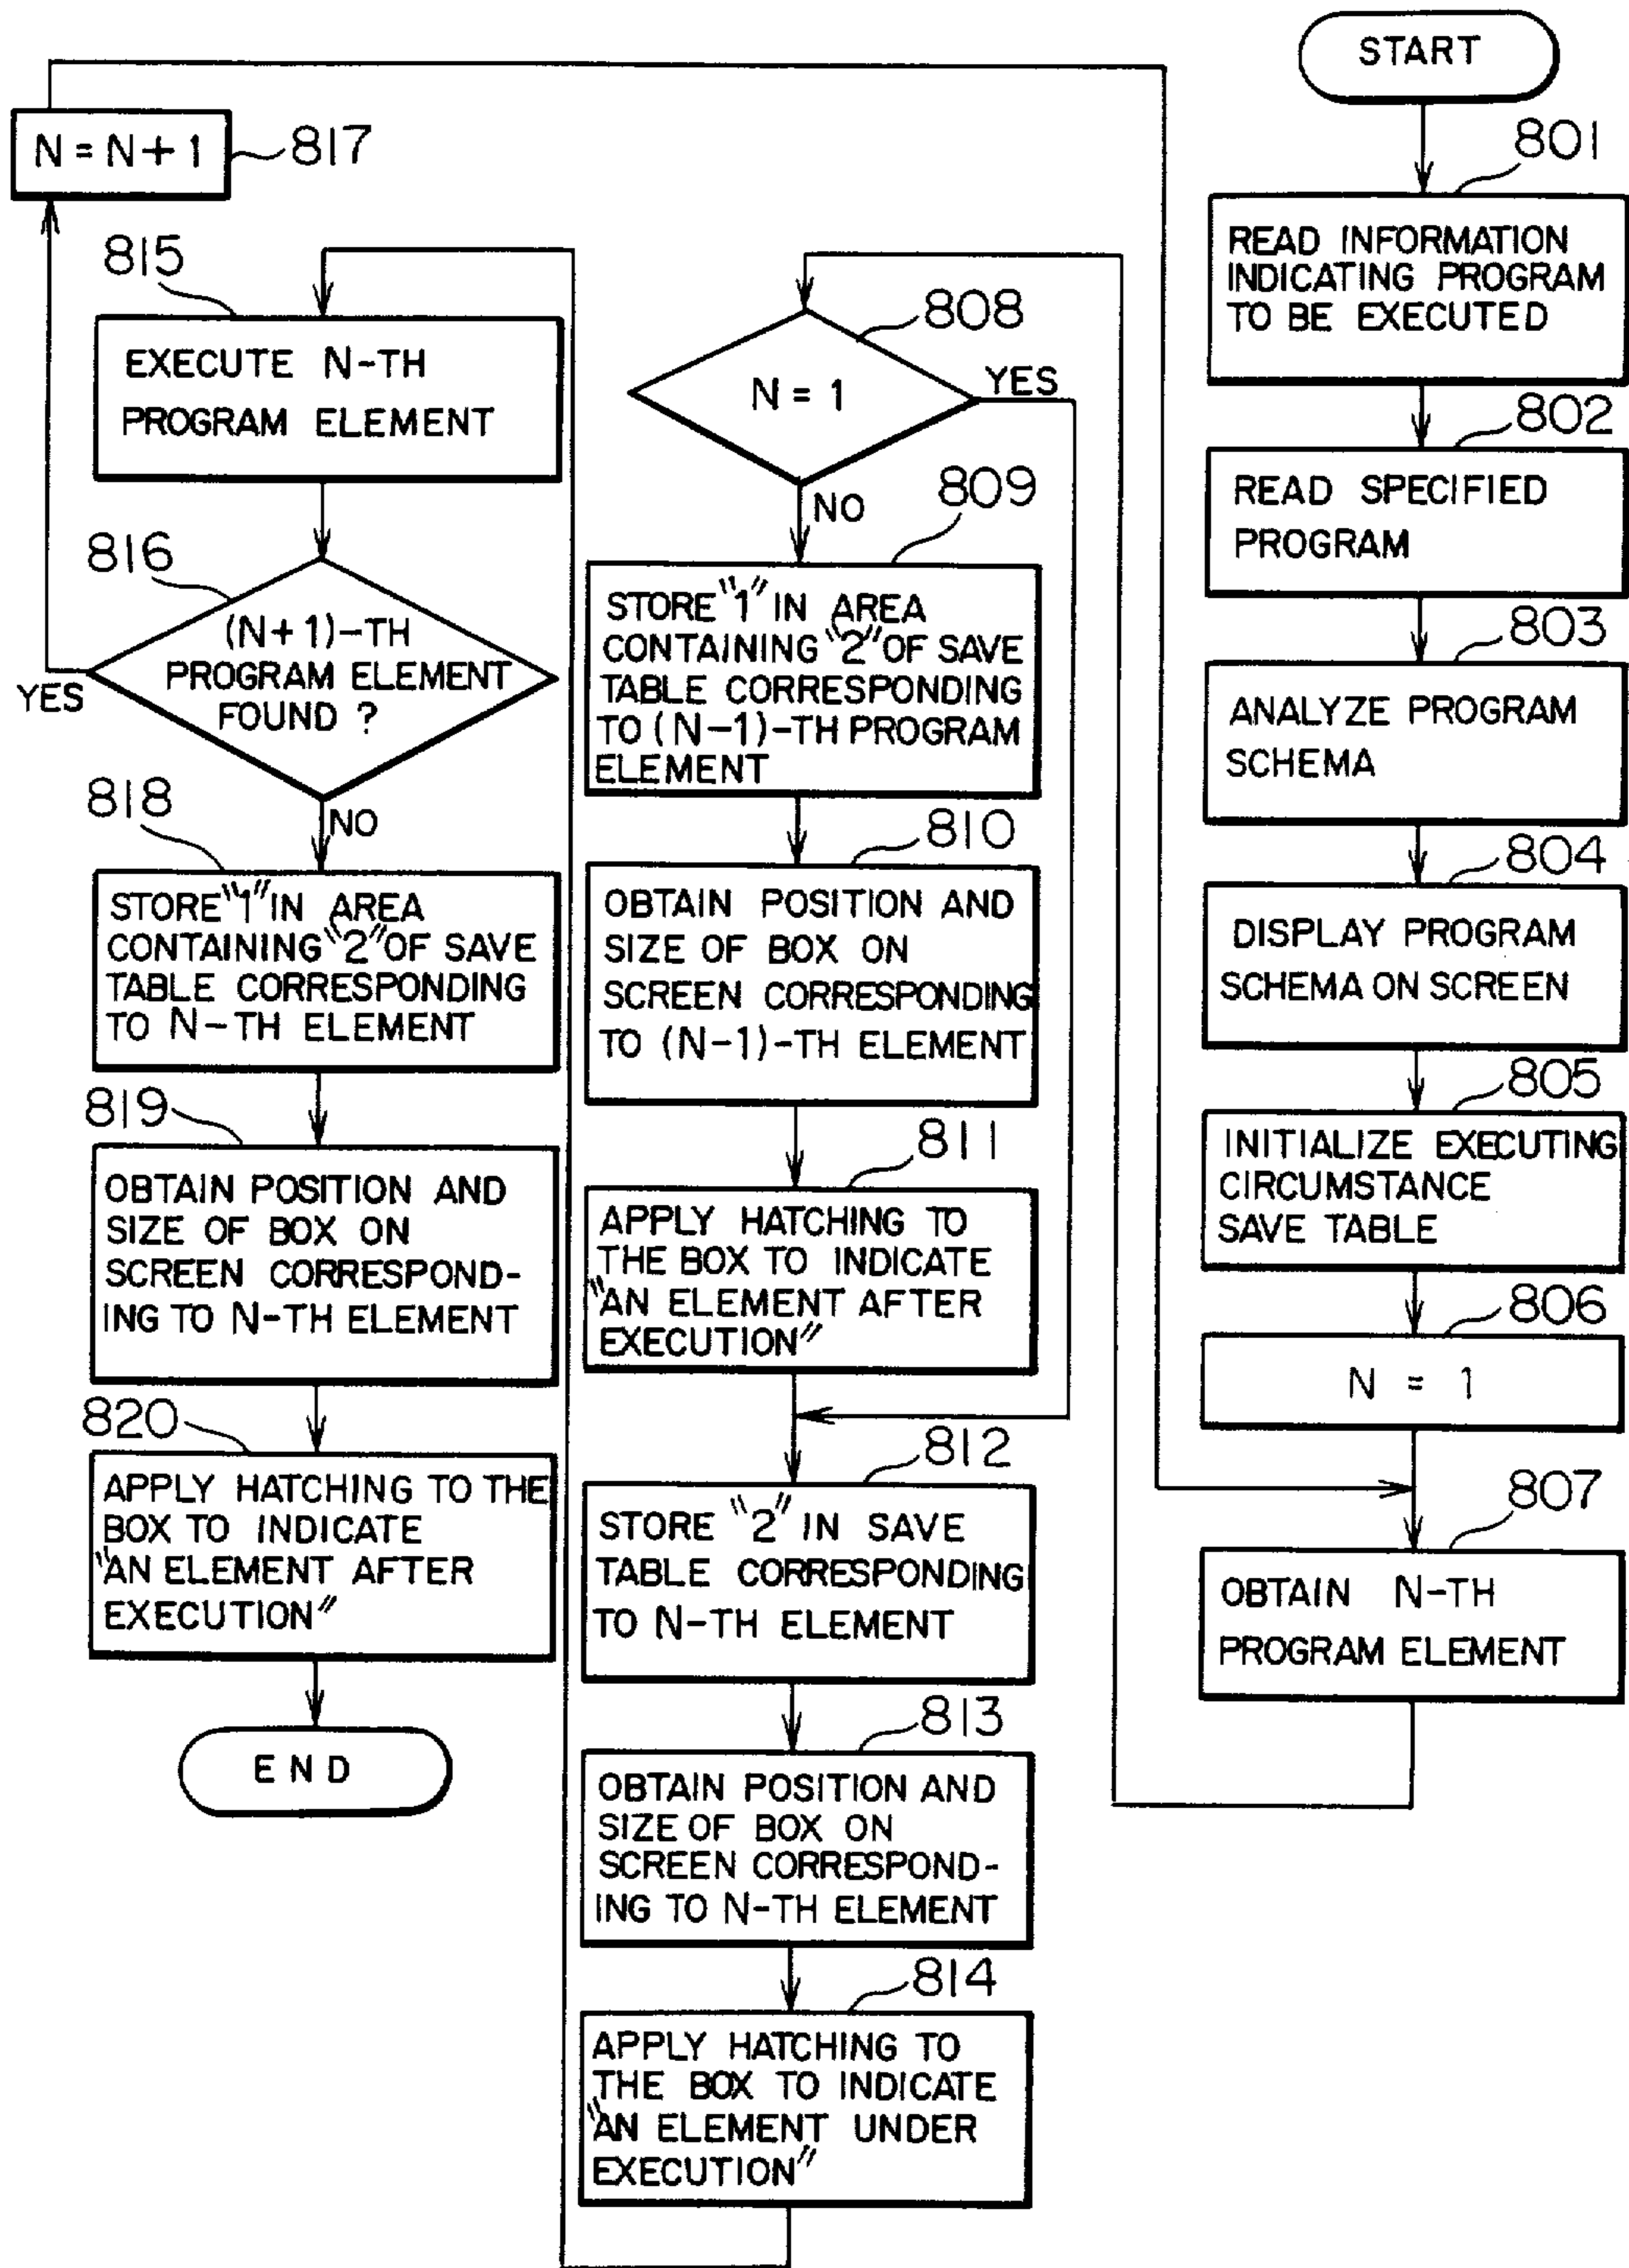 START
801
READ INFORMATION
INDICATING PROGRAM
TO BE EXECUTED
802
READ SPECIFIED
PROGRAM
803
ANALYZE PROGRAM
SCHEMA
804
DISPLAY PROGRAM
SCHEMA ON SCREEN
805
INITIALIZE EXECUTING
CIRCUMSTANCE
SAVE TABLE
806
N = 1
807
OBTAIN N-TH
PROGRAM ELEMENT
808
N = 1
YES
NO
809
STORE "1" IN AREA
CONTAINING "2" OF SAVE
TABLE CORRESPONDING
TO (N-1)-TH PROGRAM
ELEMENT
810
OBTAIN POSITION AND
SIZE OF BOX ON
SCREEN CORRESPONDING
TO (N-1)-TH ELEMENT
811
APPLY HATCHING TO
THE BOX TO INDICATE
"AN ELEMENT AFTER
EXECUTION"
812
STORE "2" IN SAVE
TABLE CORRESPONDING
TO N-TH ELEMENT
813
OBTAIN POSITION AND
SIZE OF BOX ON
SCREEN CORRESPOND-
ING TO N-TH ELEMENT
814
APPLY HATCHING TO
THE BOX TO INDICATE
"AN ELEMENT UNDER
EXECUTION"
815
EXECUTE N-TH
PROGRAM ELEMENT
816
(N+1)-TH
PROGRAM ELEMENT
FOUND ?
YES
NO
N = N + 1
817
818
STORE "1" IN AREA
CONTAINING "2" OF SAVE
TABLE CORRESPONDING
TO N-TH ELEMENT
819
OBTAIN POSITION AND
SIZE OF BOX ON
SCREEN CORRESPOND-
ING TO N-TH ELEMENT
820
APPLY HATCHING TO THE
BOX TO INDICATE
"AN ELEMENT AFTER
EXECUTION"
END